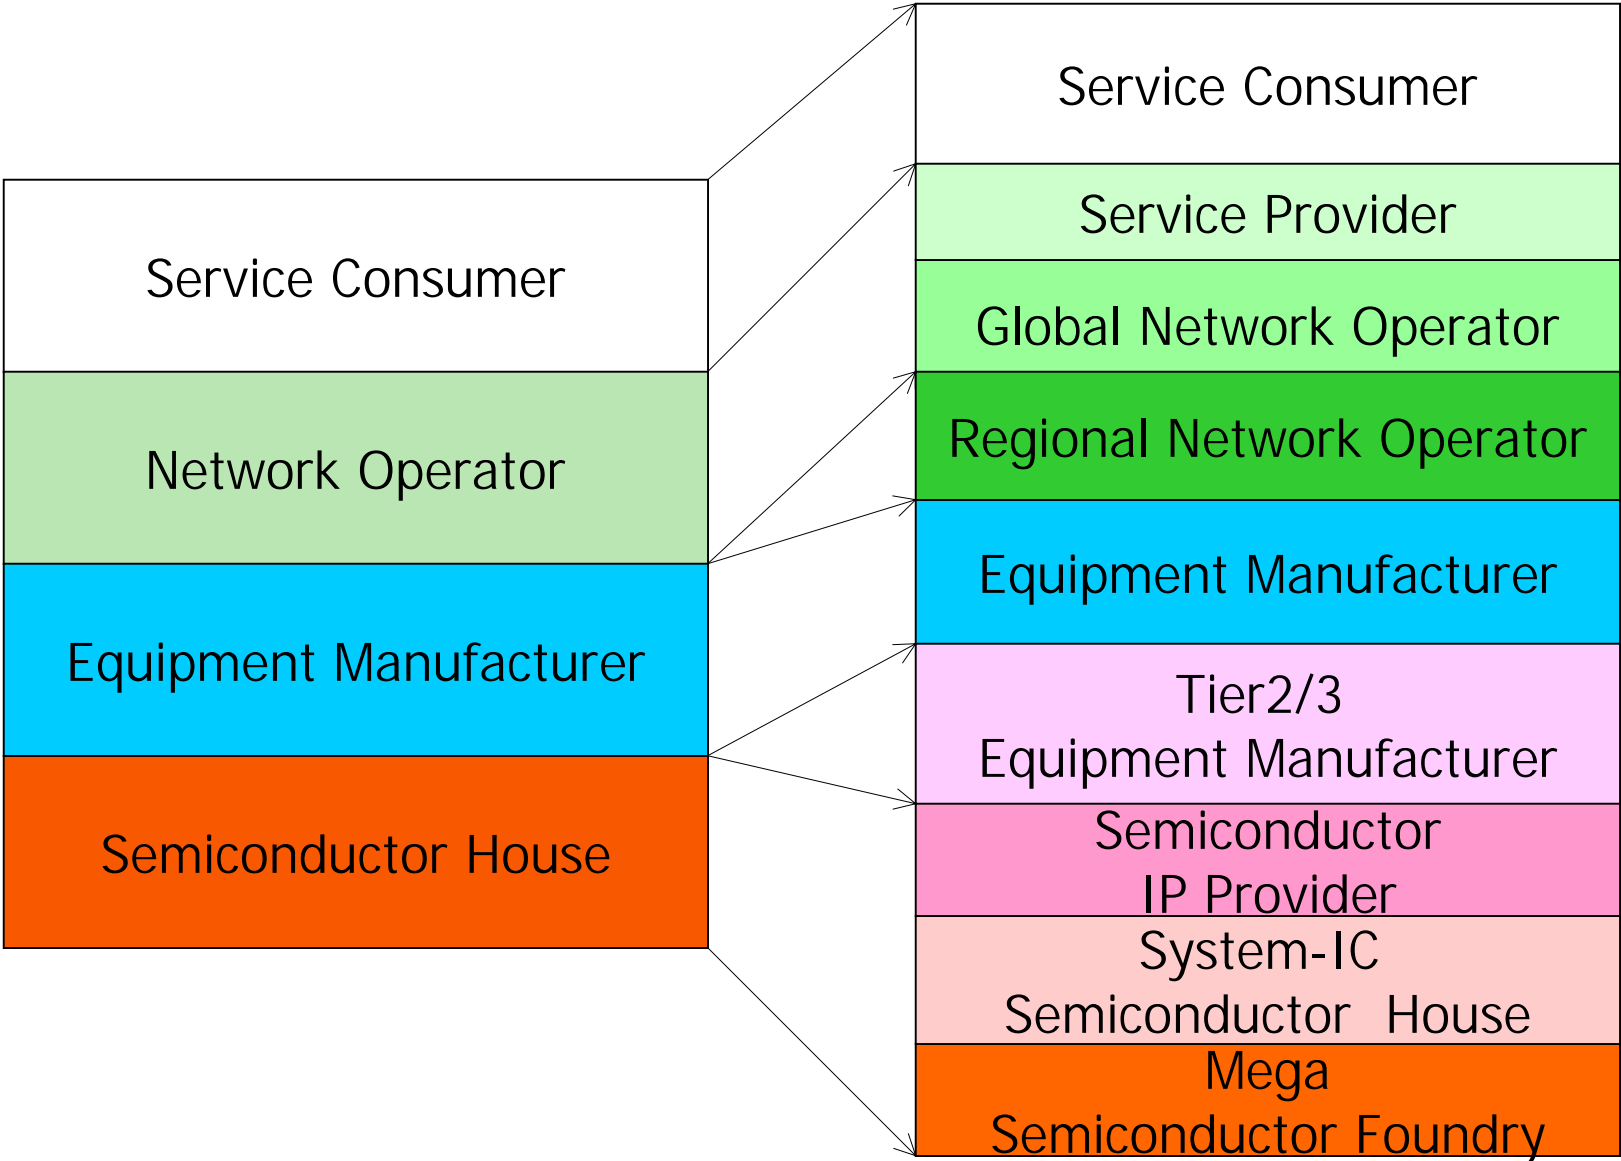 Service Consumer
Network Operator
Equipment Manufacturer
Semiconductor House
Service Consumer
Service Provider
Global Network Operator
Regional Network Operator
Equipment Manufacturer
Tier2/3
Equipment Manufacturer
Semiconductor
IP Provider
System-IC
Semiconductor House
Mega
Semiconductor Foundry